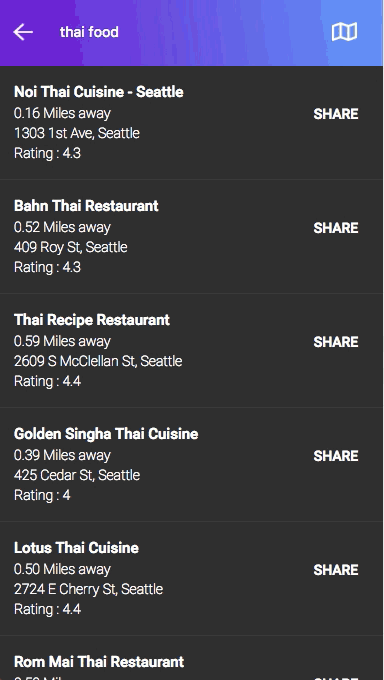 thai food
Noi Thai Cuisine - Seattle
0.16 Miles away
SHARE
1303 1st Ave, Seattle
Rating : 4.3
Bahn Thai Restaurant
0.52 Miles away
SHARE
409 Roy St, Seattle
Rating : 4.3
Thai Recipe Restaurant
0.59 Miles away
SHARE
2609 S McClellan St, Seattle
Rating : 4.4
Golden Singha Thai Cuisine
0.39 Miles away
SHARE
425 Cedar St, Seattle
Rating : 4
Lotus Thai Cuisine
0.50 Miles away
SHARE
2724 E Cherry St, Seattle
Rating : 4.4
Rom Mai Thai Restaurant